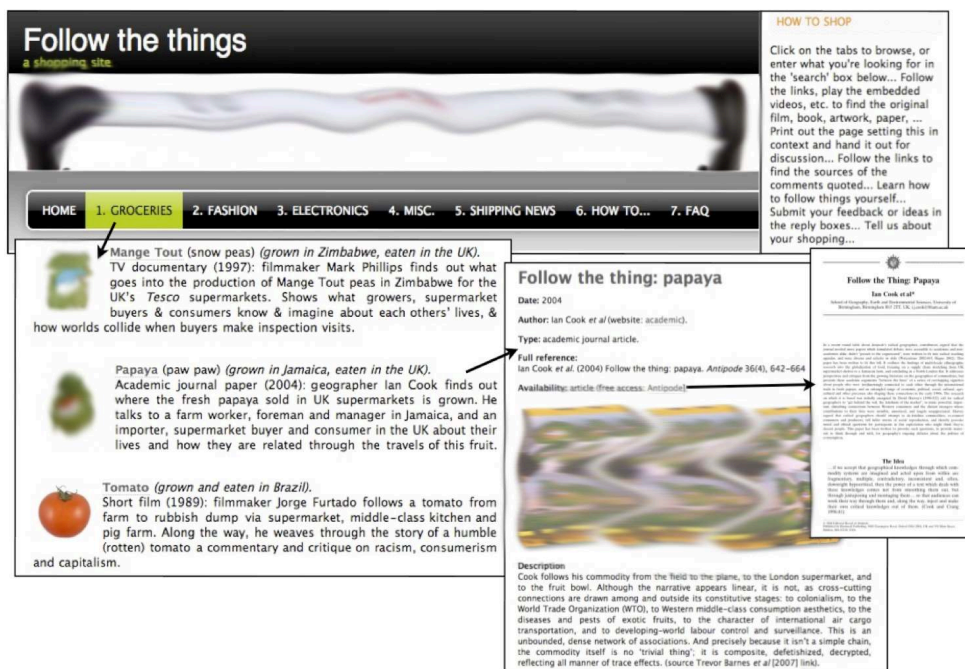 Follow the things
a shopping site
HOME 1. GROCERIES 2. FASHION 3. ELECTRONICS 4. MISC. 5. SHIPPING NEWS 6. HOW TO... 7. FAQ
HOW TO SHOP
Click on the tabs to browse, or
enter what you're looking for in
the 'search' box below... Follow
the links, play the embedded
videos, etc. to find the original
film, book, artwork, paper, ...
Print out the page setting this in
context and hand it out for
discussion... Follow the links to
find the sources of the
comments quoted... Learn how
to follow things yourself...
Submit your feedback or ideas in
the reply boxes... Tell us about
your shopping...
Mange Tout (snow peas) (grown in Zimbabwe, eaten in the UK).
TV documentary (1997): filmmaker Mark Phillips finds out what
goes into the production of Mange Tout peas in Zimbabwe for the
UK's Tesco supermarkets. Shows what growers, supermarket
buyers & consumers know & imagine about each others' lives, &
how worlds collide when buyers make inspection visits.
Papaya (paw paw) (grown in Jamaica, eaten in the UK).
Academic journal paper (2004): geographer Ian Cook finds out
where the fresh papaya sold in UK supermarkets is grown. He
talks to a farm worker, foreman and manager in Jamaica, and an
importer, supermarket buyer and consumer in the UK about their
lives and how they are related through the travels of this fruit.
Tomato (grown and eaten in Brazil).
Short film (1989): filmmaker Jorge Furtado follows a tomato from
farm to rubbish dump via supermarket, middle-class kitchen and
pig farm. Along the way, he weaves through the story of a humble
(rotten) tomato a commentary and critique on racism, consumerism
and capitalism.
Follow the thing: papaya
Date: 2004
Author: Ian Cook et al (website: academic).
Type: academic journal article.
Full reference:
Ian Cook et al. (2004) Follow the thing: papaya. Antipode 36(4), 642-664
Availability: article (free access: Antipode)
Description
Cook follows his commodity from the field to the plane, to the London supermarket, and
to the fruit bowl. Although the narrative appears linear, it is not, as cross-cutting
connections are drawn among and outside its constitutive stages: to colonialism, to the
World Trade Organization (WTO), to Western middle-class consumption aesthetics, to the
diseases and pests of exotic fruits, to the character of international air cargo
transportation, and to developing-world labour control and surveillance. This is an
unbounded, dense network of associations. And precisely because it isn't a simple chain,
the commodity itself is no 'trivial thing'; it is composite, defetishized, decrypted,
reflecting all manner of trace effects. (source Trevor Barnes et al [2007] link).
Follow the Thing: Papaya
Ian Cook et al*
The Idea